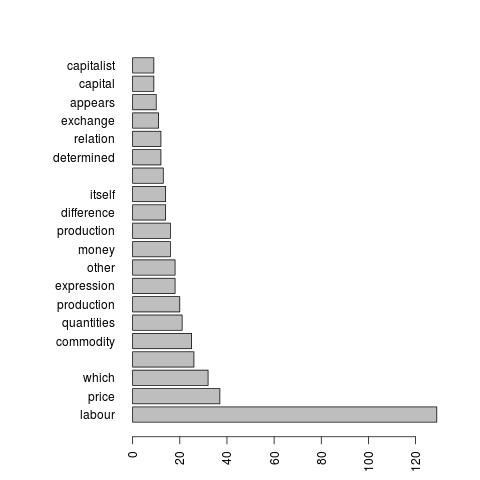 capitalist
capital
appears
exchange
relation
determined
itself
difference
production
money
other
expression
production
quantities
commodity
which
price
labour
0 20 40 60 80 100 120